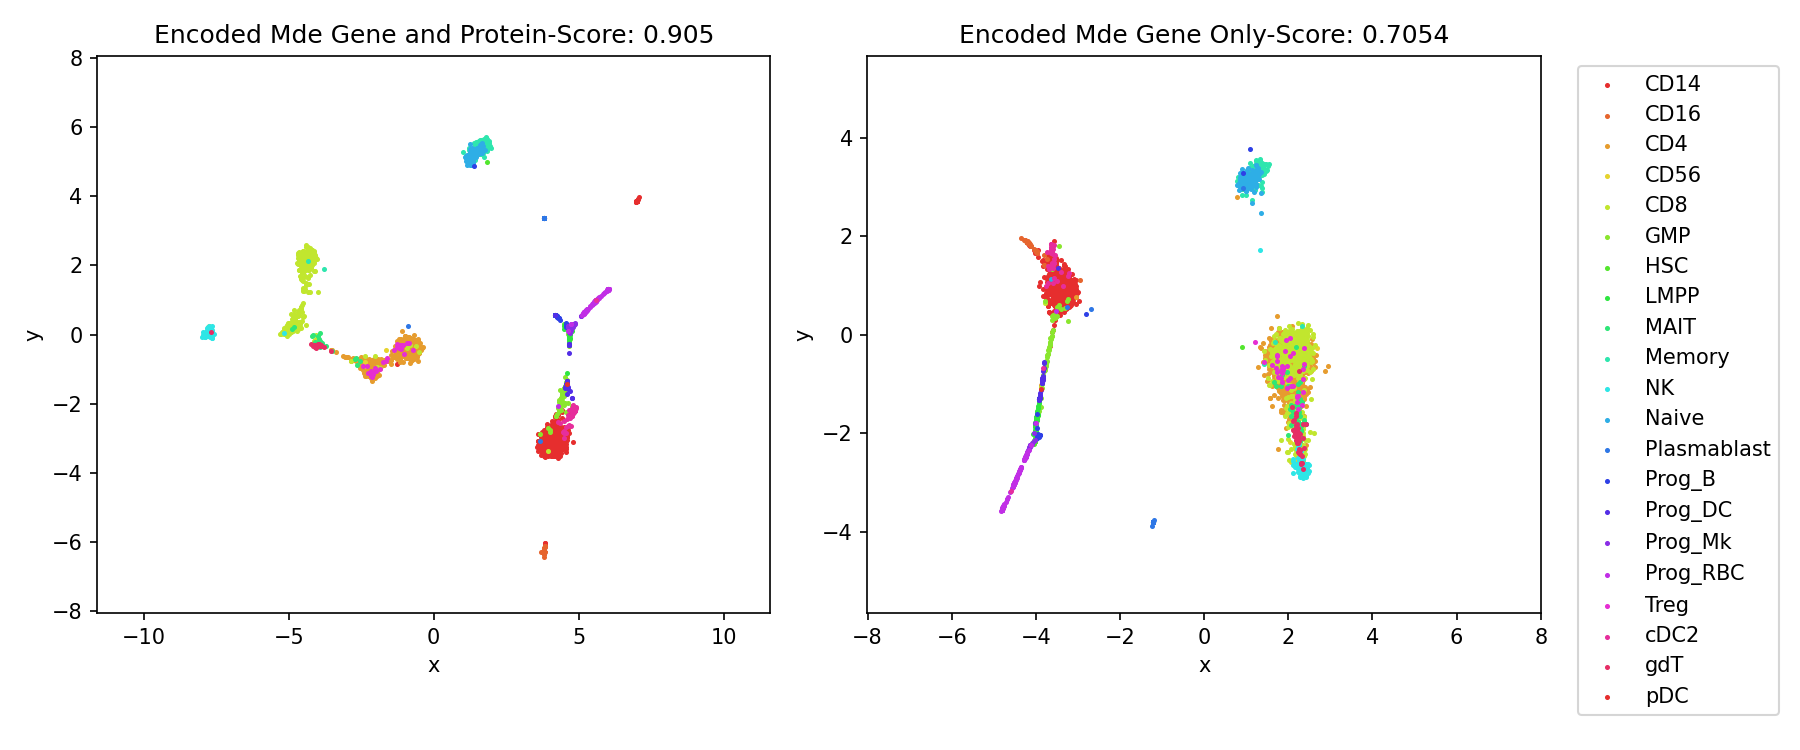 Encoded Mde Gene and Protein-Score: 0.905
8
6
4
2
0
−2
−4
−6
−8
y
−10
−5
0
5
10
x
Encoded Mde Gene Only-Score: 0.7054
4
2
0
−2
−4
y
−8
−6
−4
−2
0
2
4
6
8
x
CD14
CD16
CD4
CD56
CD8
GMP
HSC
LMPP
MAIT
Memory
NK
Naive
Plasmablast
Prog_B
Prog_DC
Prog_Mk
Prog_RBC
Treg
cDC2
gdT
pDC